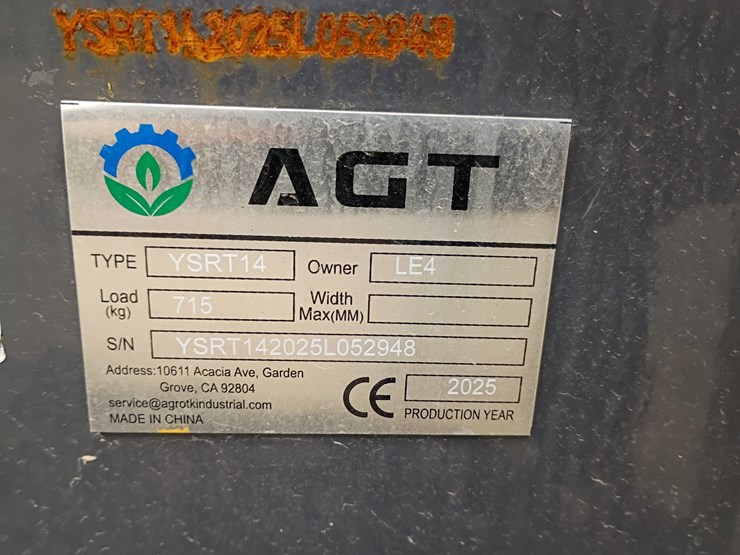 YSRT142025L052948
AGT
TYPE YSRT14 Owner LE4
Load (kg) 715 Width Max(MM)
S/N YSRT142025L052948
Address:10611 Acacia Ave, Garden
Grove, CA 92804
service@agrotkindustrial.com
MADE IN CHINA
CE 2025
PRODUCTION YEAR